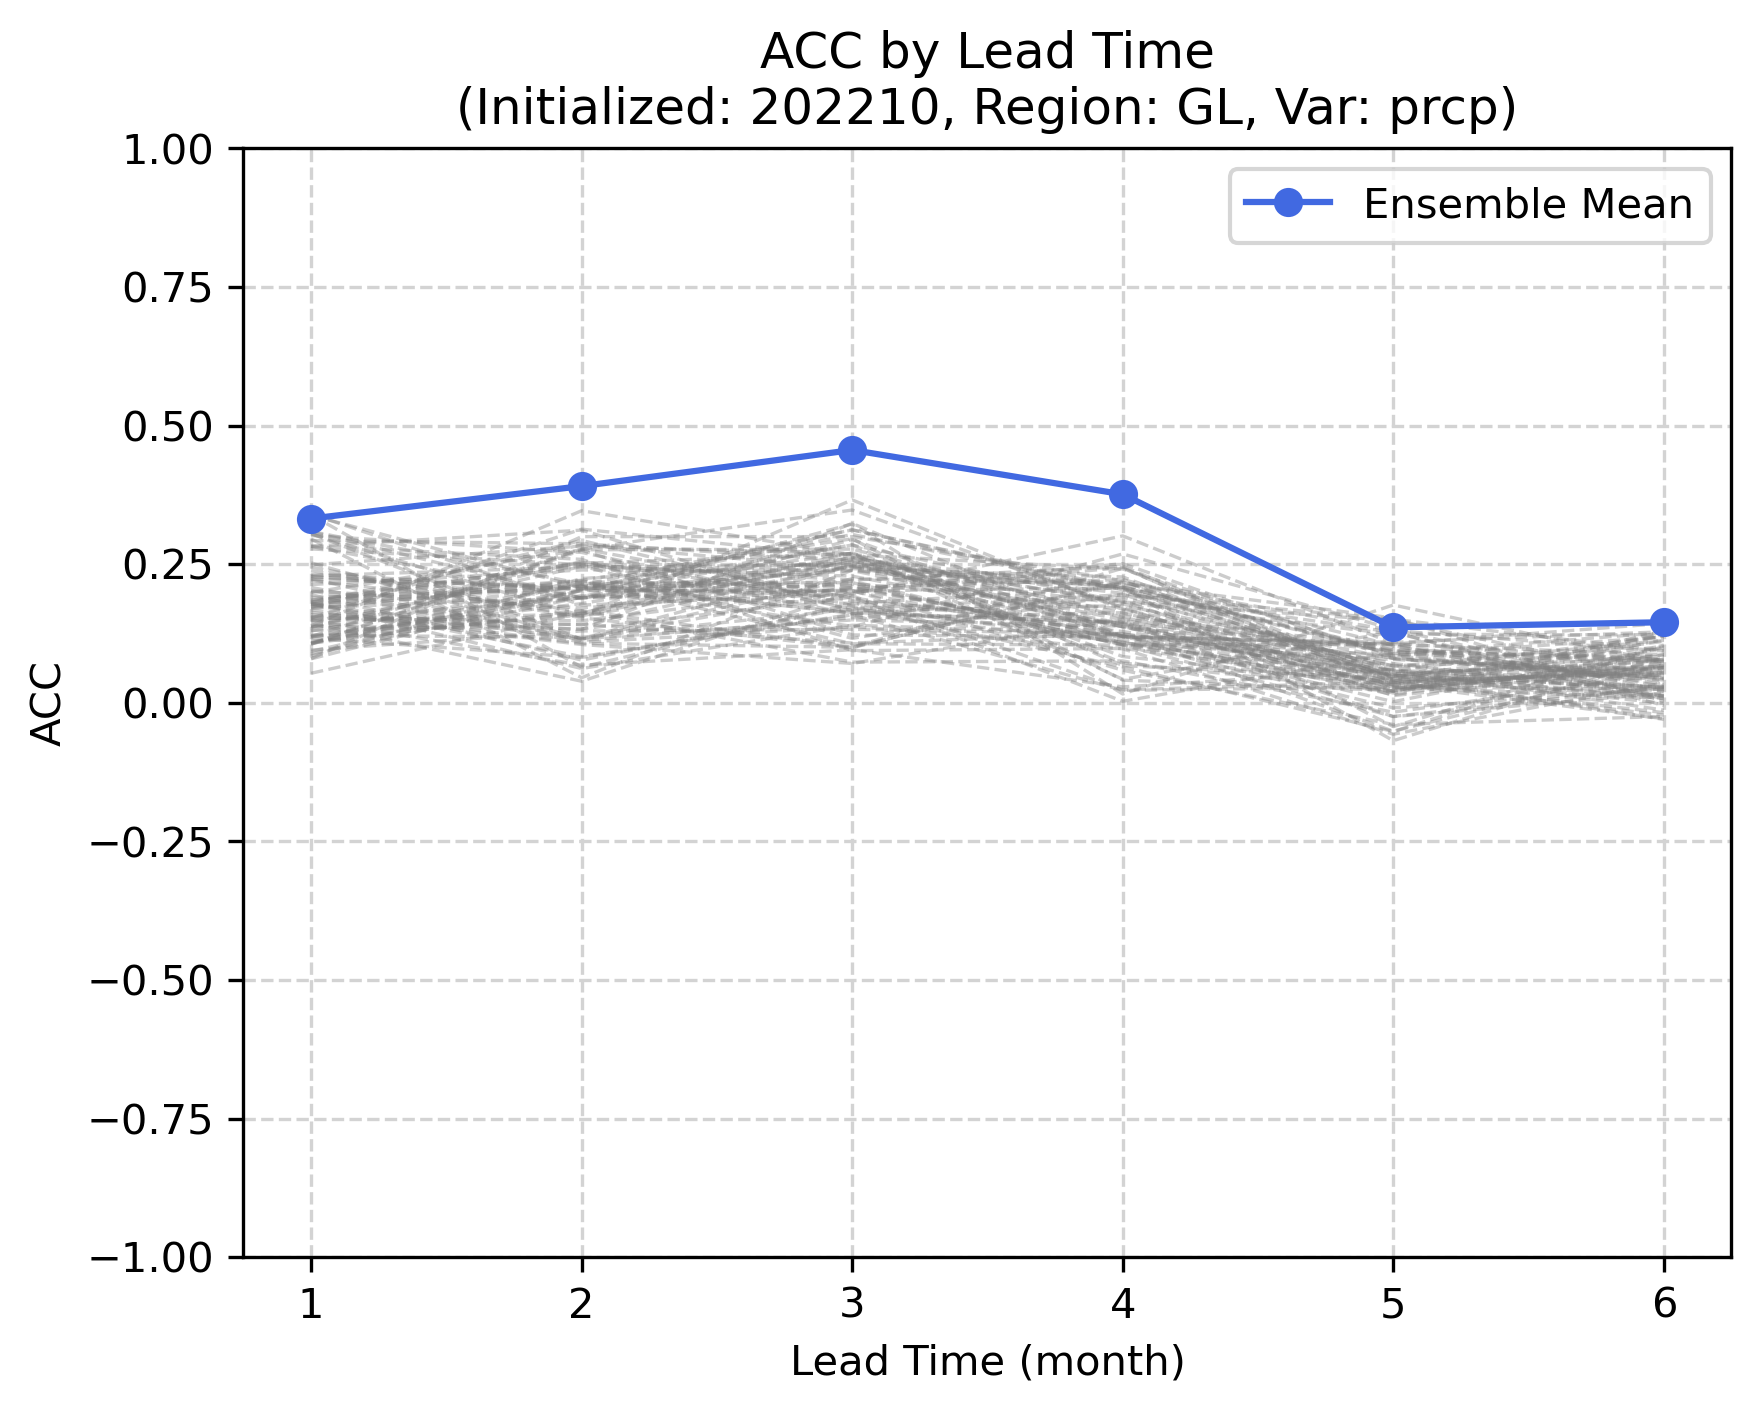 ACC by Lead Time
(Initialized: 202210, Region: GL, Var: prcp)
Ensemble Mean
1.00
0.75
0.50
0.25
0.00
−0.25
−0.50
−0.75
−1.00
ACC
1 2 3 4 5 6
Lead Time (month)